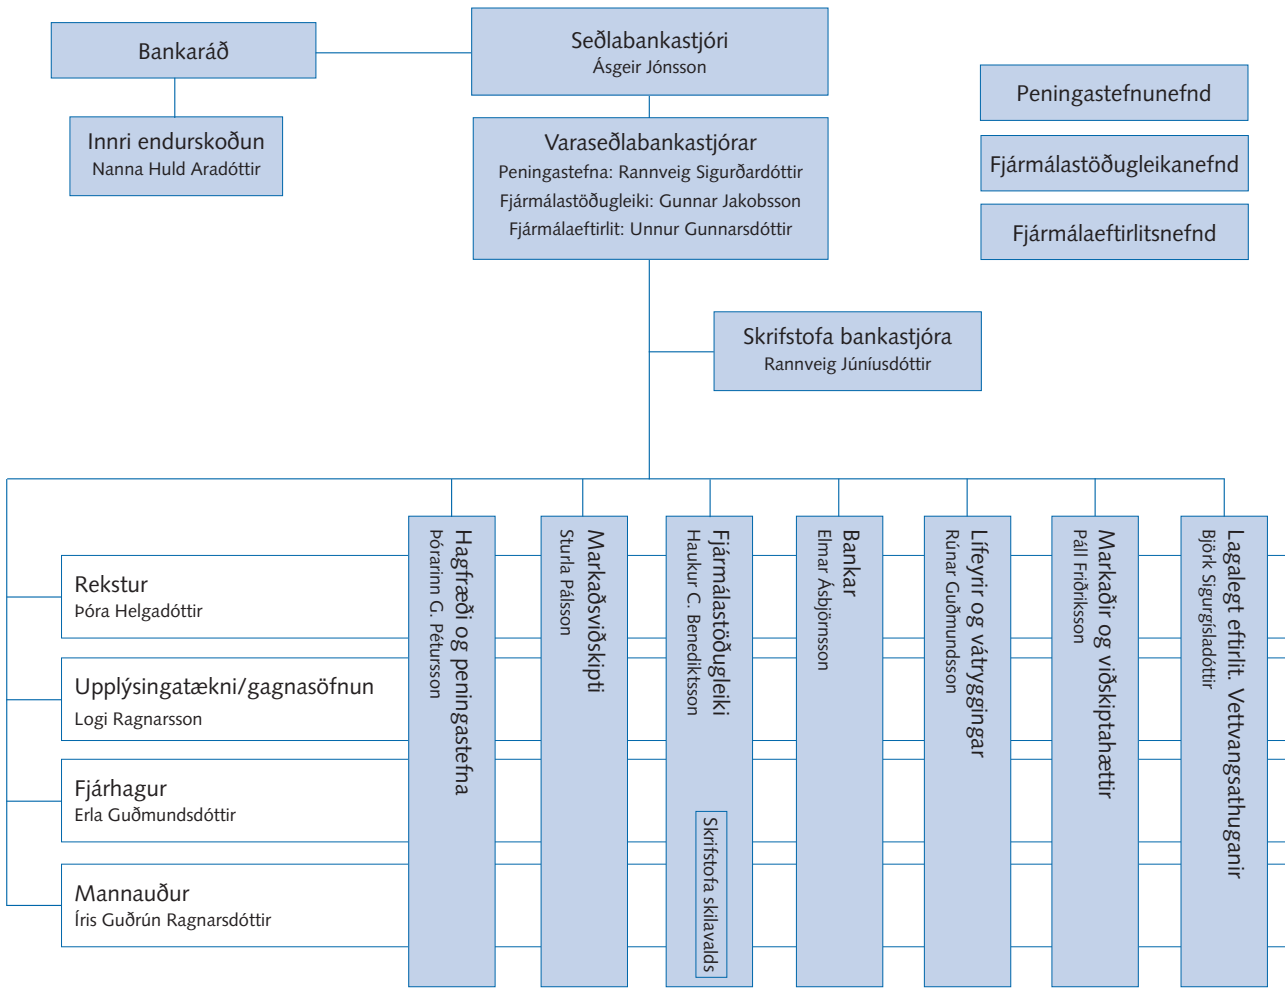 Bankaráð
Seðlabankastjóri
Ásgeir Jónsson
Innri endurskoðun
Nanna Huld Aradóttir
Varaseðlabankastjórar
Peningastefna: Rannveig Sigurðardóttir
Fjármálastöðugleiki: Gunnar Jakobsson
Fjármálaeftirlit: Unnur Gunnarsdóttir
Peningastefnunefnd
Fjármálastöðugleikanefnd
Fjármálaeftirlitsnefnd
Skrifstofa bankastjóra
Rannveig Júníusdóttir
Rekstur
Þóra Helgadóttir
Upplýsingatækni/gagnasöfnun
Logi Ragnarsson
Fjárhagur
Erla Guðmundsdóttir
Mannauður
Íris Guðrún Ragnarsdóttir
Hagfræði og peningastefna
Þórarinn G. Pétursson
Markaðsviðskipti
Sturla Pálsson
Fjármálastöðugleiki
Haukur C. Benediktsson
Skrifstofa skilavalds
Bankar
Elmar Ásbjörnsson
Lífeyrir og vátryggingar
Rúnar Guðmundsson
Markaðir og viðskiptahættir
Páll Friðriksson
Lagalegt eftirlit. Vettvangsathuganir
Björk Sigurgísladóttir